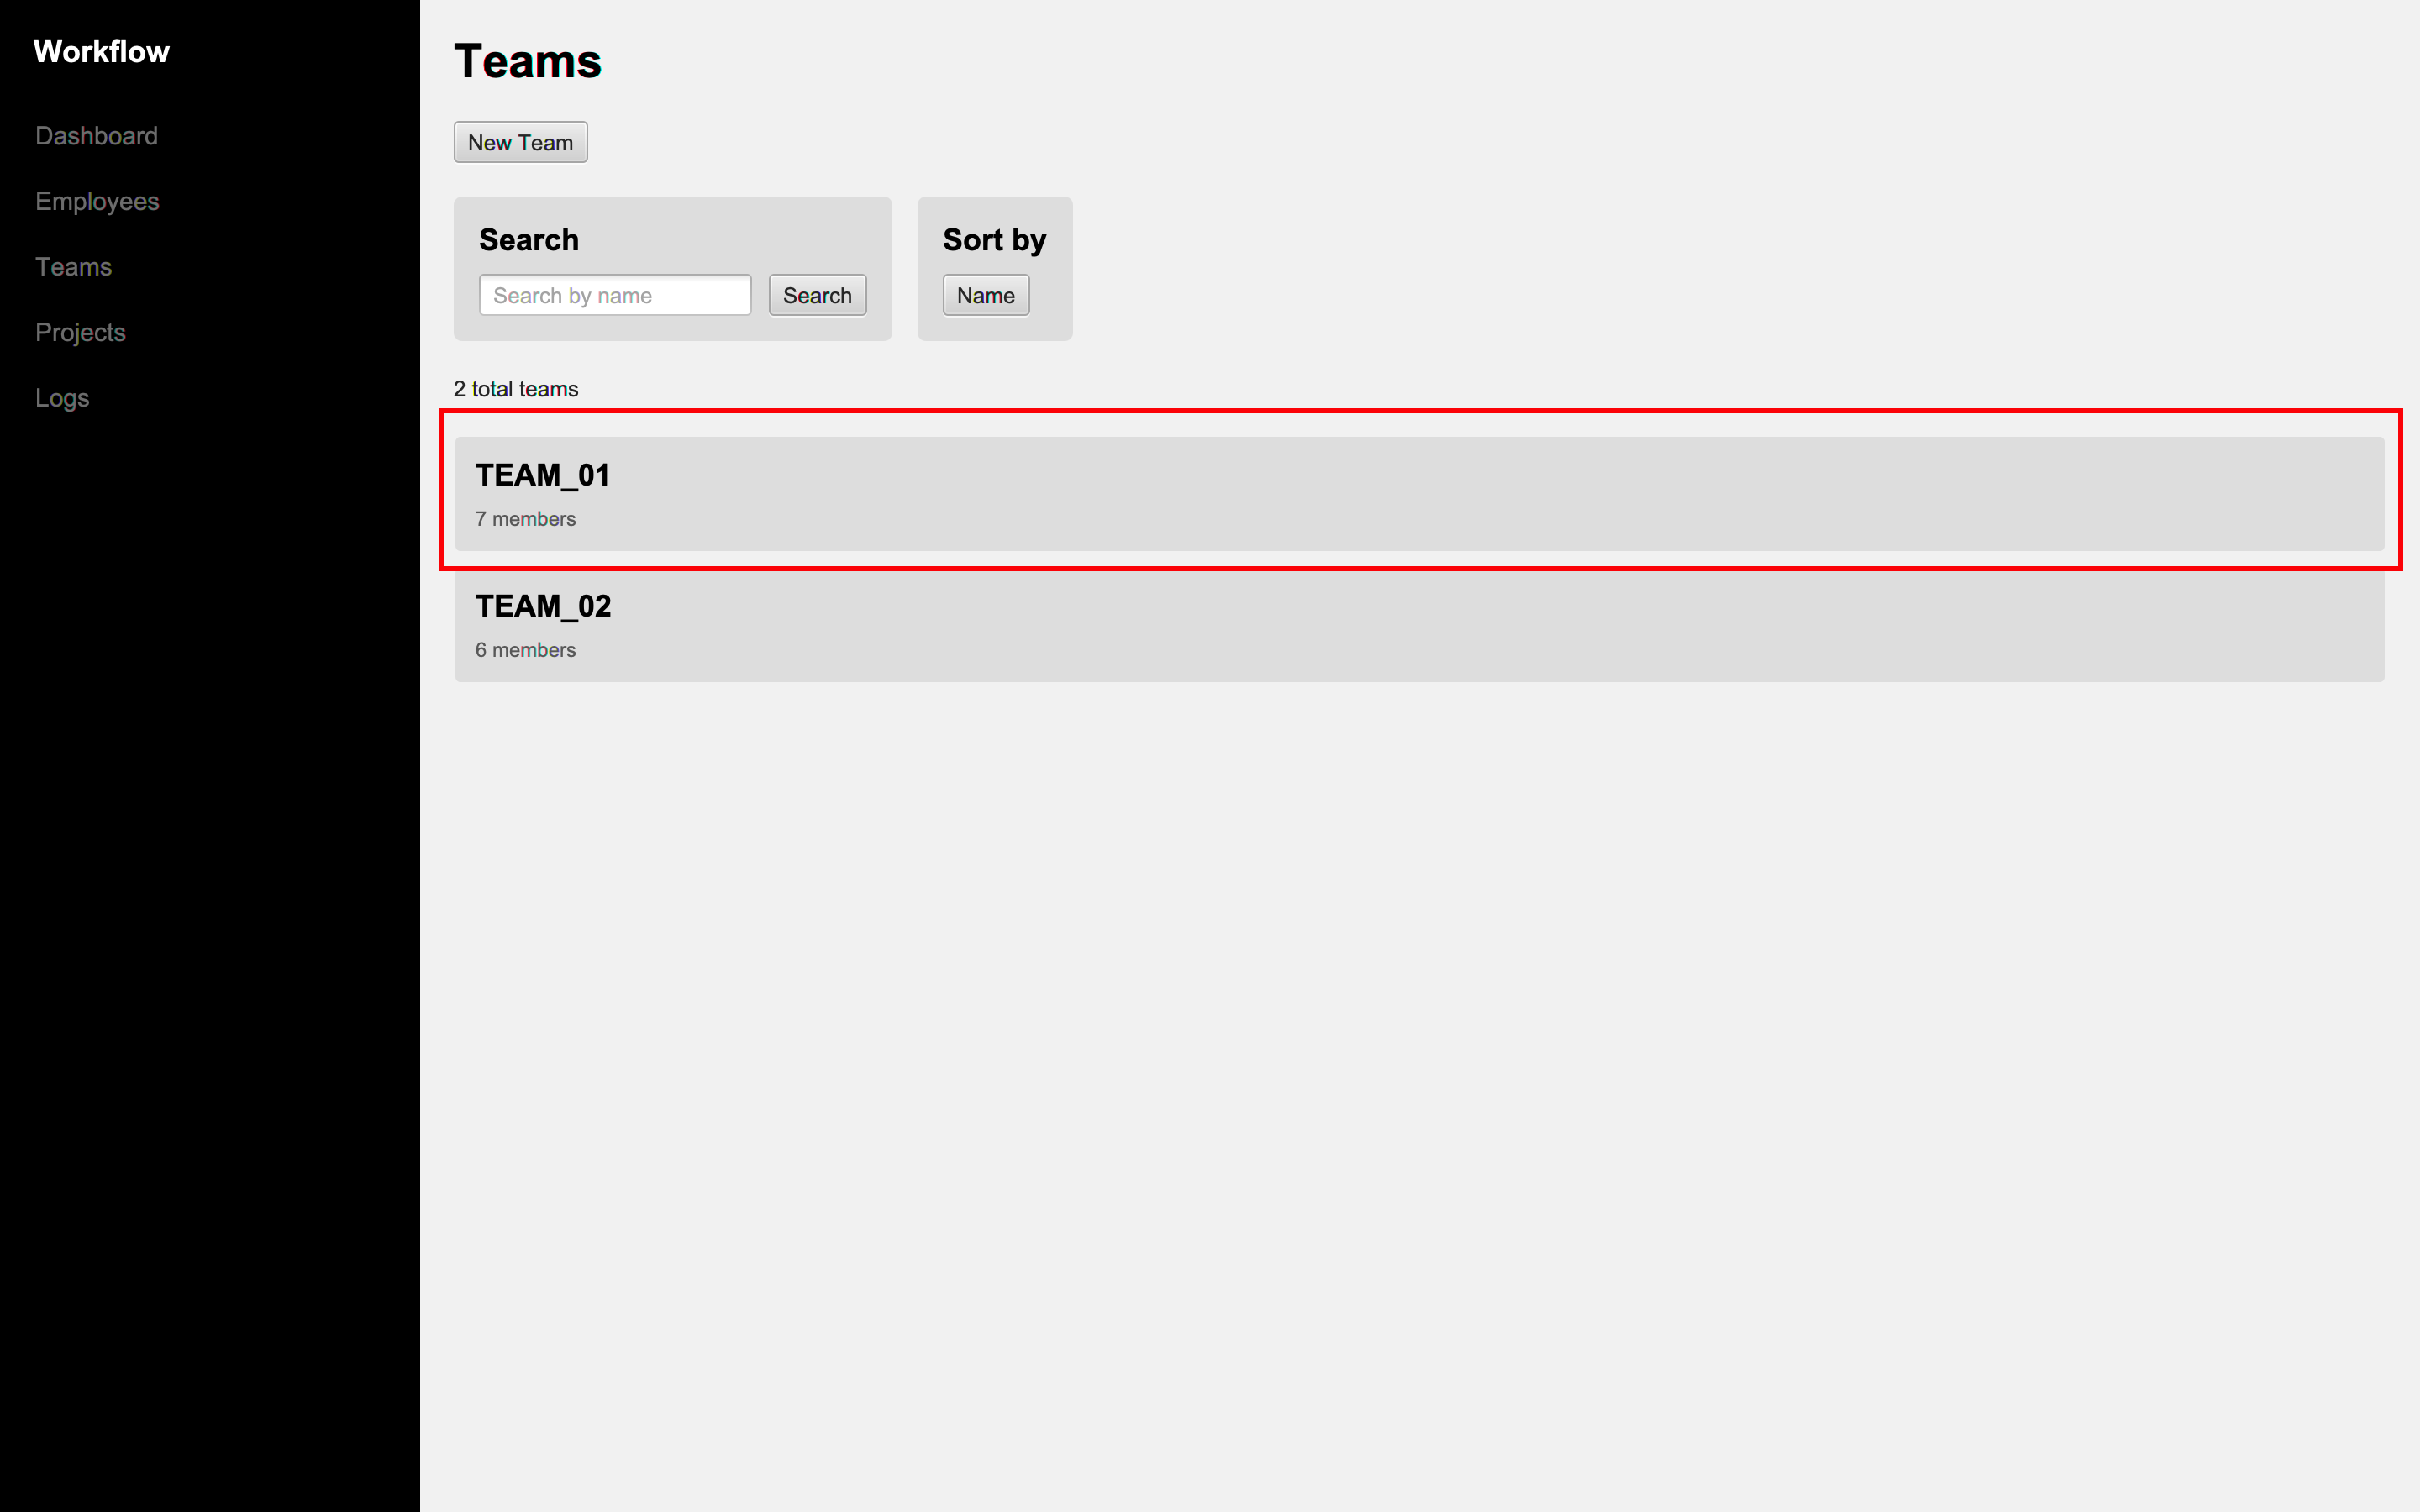 Workflow
Dashboard
Employees
Teams
Projects
Logs
Teams
New Team
Search
Search by name
Search
Sort by
Name
2 total teams
TEAM_01
7 members
TEAM_02
6 members